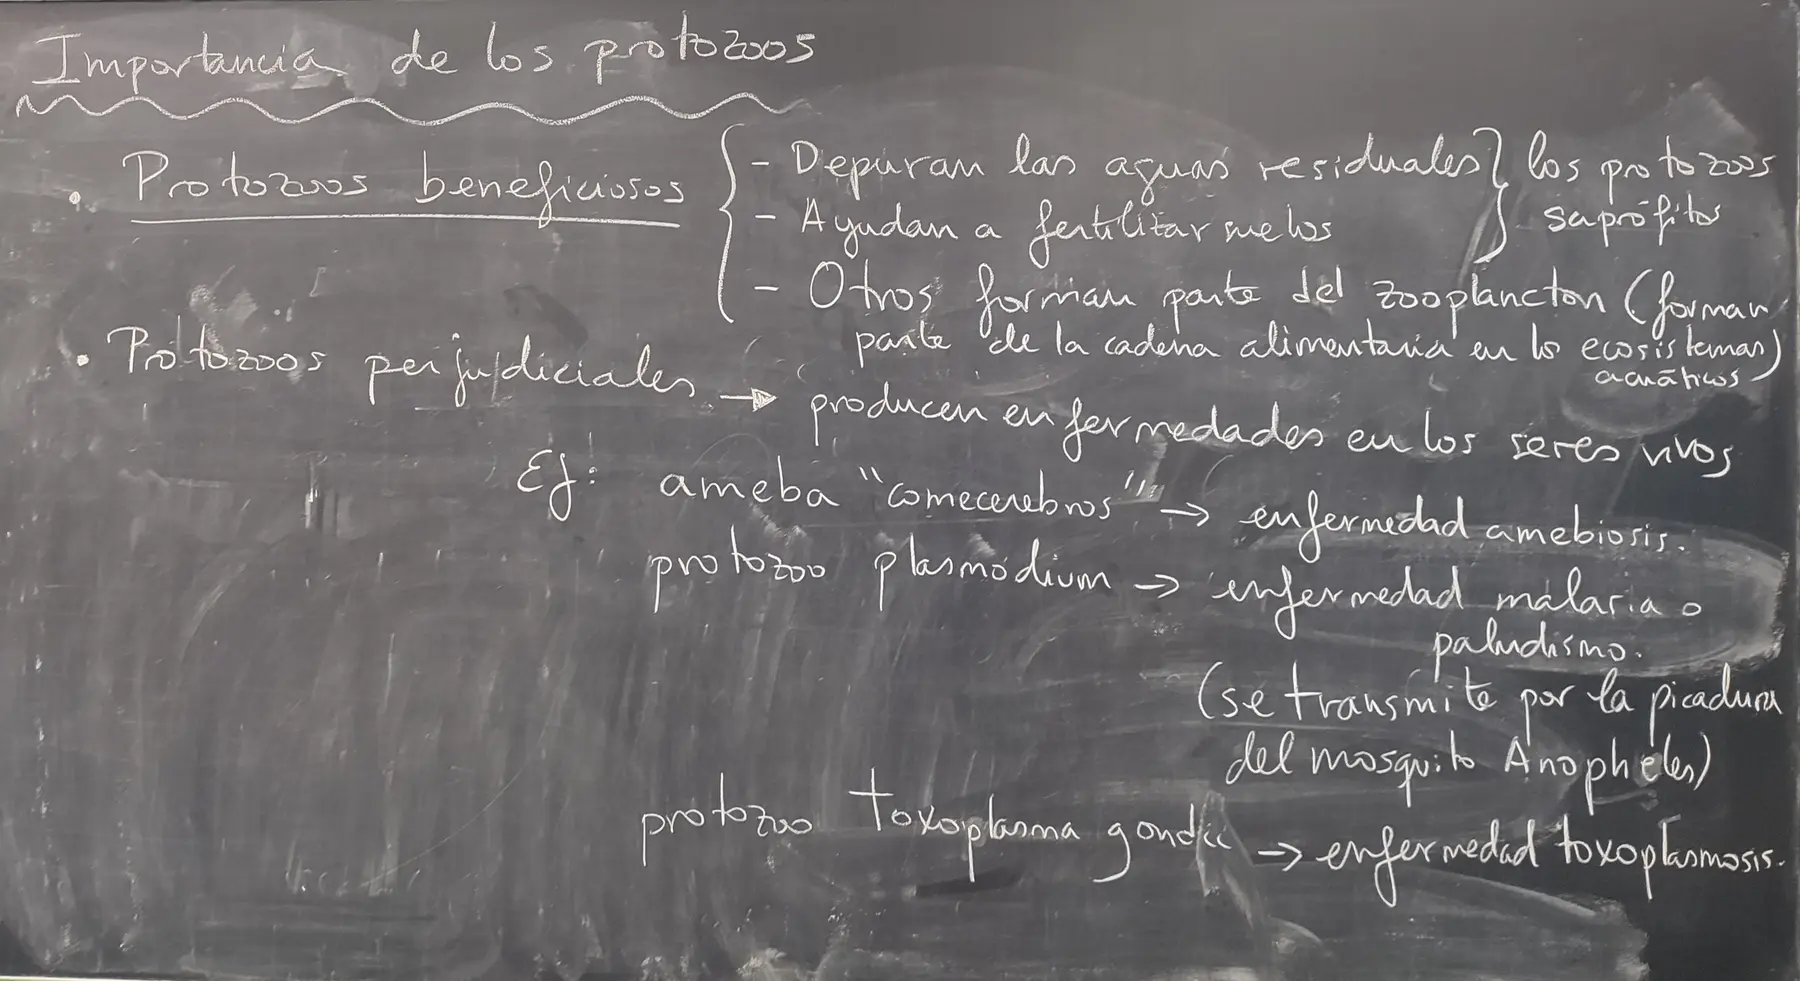 Importancia de los protozoos
• Protozoos beneficiosos
- Depuran las aguas residuales
- Ayudan a fertilizar suelos
los protozoos
saprófitos
- Otros forman parte del zooplancton (forman
parte de la cadena alimentaria en los ecosistemas)
acuáticos
• Protozoos perjudiciales → producen enfermedades en los seres vivos
Ej: ameba "comecerebros" → enfermedad amebiosis.
protozoo plasmódium → enfermedad malaria o
paludismo.
(se transmite por la picadura
del mosquito Anopheles)
protozoo toxoplasma gondii → enfermedad toxoplasmosis.